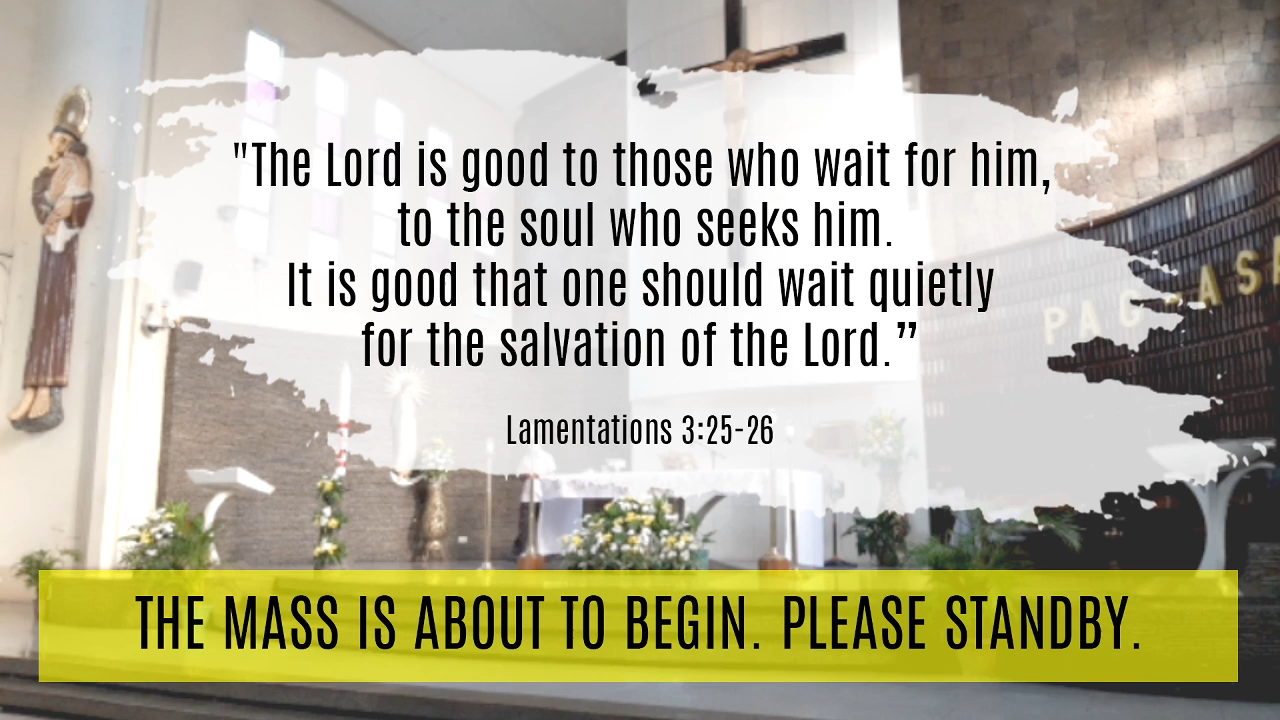 "The Lord is good to those who wait for him,
to the soul who seeks him.
It is good that one should wait quietly
for the salvation of the Lord.”
Lamentations 3:25-26
THE MASS IS ABOUT TO BEGIN. PLEASE STANDBY.